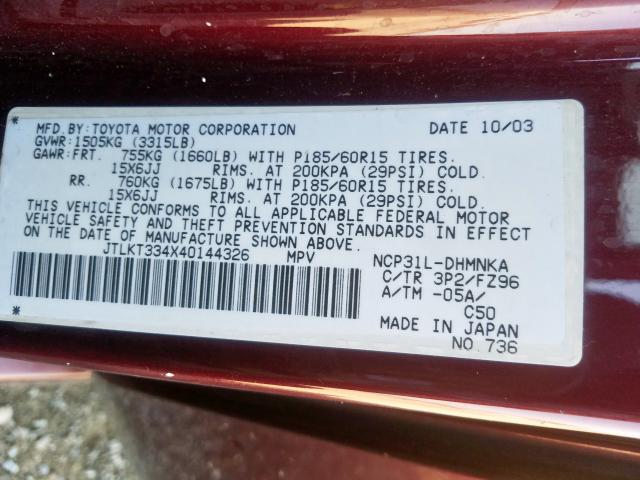 MFD. BY: TOYOTA MOTOR CORPORATION DATE 10/03
GVWR: 1505KG (3315LB)
GAWR: FRT. 755KG (1660LB) WITH P185/60R15 TIRES.
15X6JJ RIMS. AT 200KPA (29PSI) COLD.
RR. 760KG (1675LB) WITH P185/60R15 TIRES.
15X6JJ RIMS. AT 200KPA (29PSI) COLD.
THIS VEHICLE CONFORMS TO ALL APPLICABLE FEDERAL MOTOR
VEHICLE SAFETY AND THEFT PREVENTION STANDARDS IN EFFECT
ON THE DATE OF MANUFACTURE SHOWN ABOVE.
JTLKT334X40144326 MPV NCP31L-DHMNKA
C/TR 3P2/FZ96
A/TM -05A/
C50
MADE IN JAPAN
NO. 736